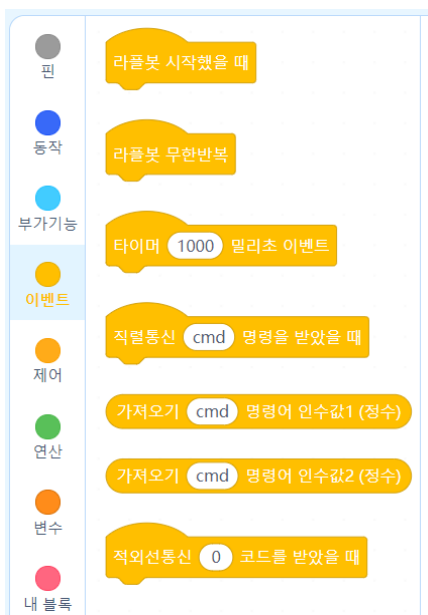 핀
동작
부가기능
이벤트
제어
연산
변수
내 블록
라플봇 시작했을 때
라플봇 무한반복
타이머 1000 밀리초 이벤트
직렬통신 cmd 명령을 받았을 때
가져오기 cmd 명령어 인수값1 (정수)
가져오기 cmd 명령어 인수값2 (정수)
적외선통신 0 코드를 받았을 때